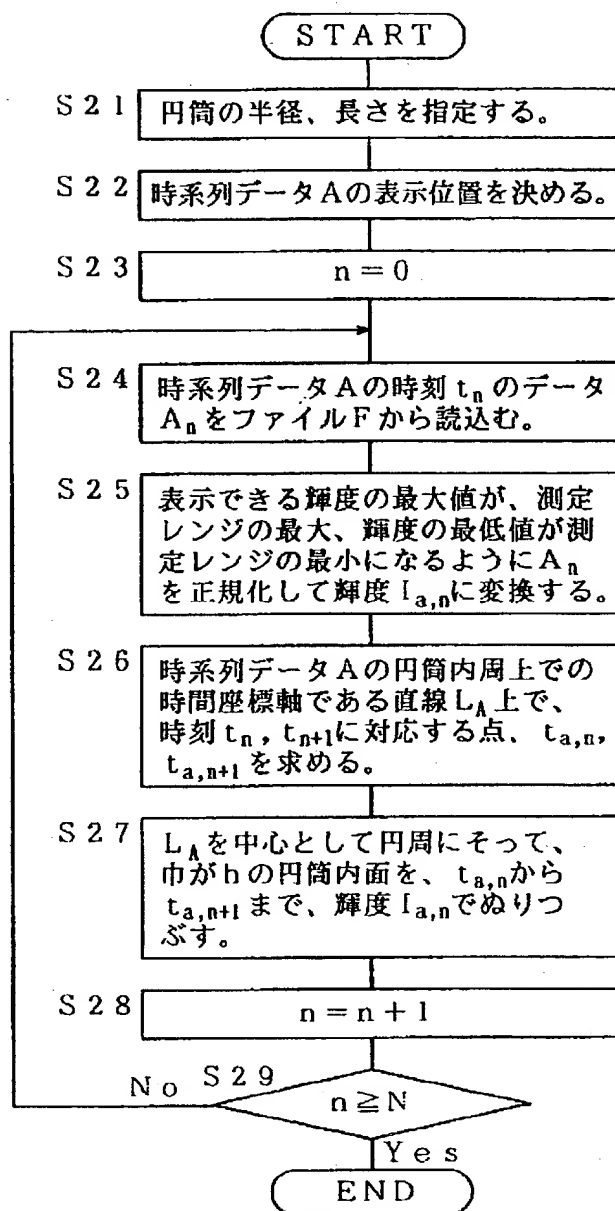 START
S21 円筒の半径、長さを指定する。
S22 時系列データAの表示位置を決める。
S23 n=0
S24 時系列データAの時刻tnのデータ
Anをファイル Fから読込む。
S25 表示できる輝度の最大値が、測定
レンジの最大、輝度の最低値が測
定レンジの最小になるようにAn
を正規化して輝度Ia,nに変換する。
S26 時系列データAの円筒内周上での
時間座標軸である直線LA上で、
時刻tn,tn+1に対応する点、ta,n,
ta,n+1を求める。
S27 LAを中心として円周にそって、
巾がhの円筒内面を、ta,nから
ta,n+1まで、輝度Ia,nでぬりつ
ぶす。
S28 n=n+1
No S29
n≧N
Yes
END